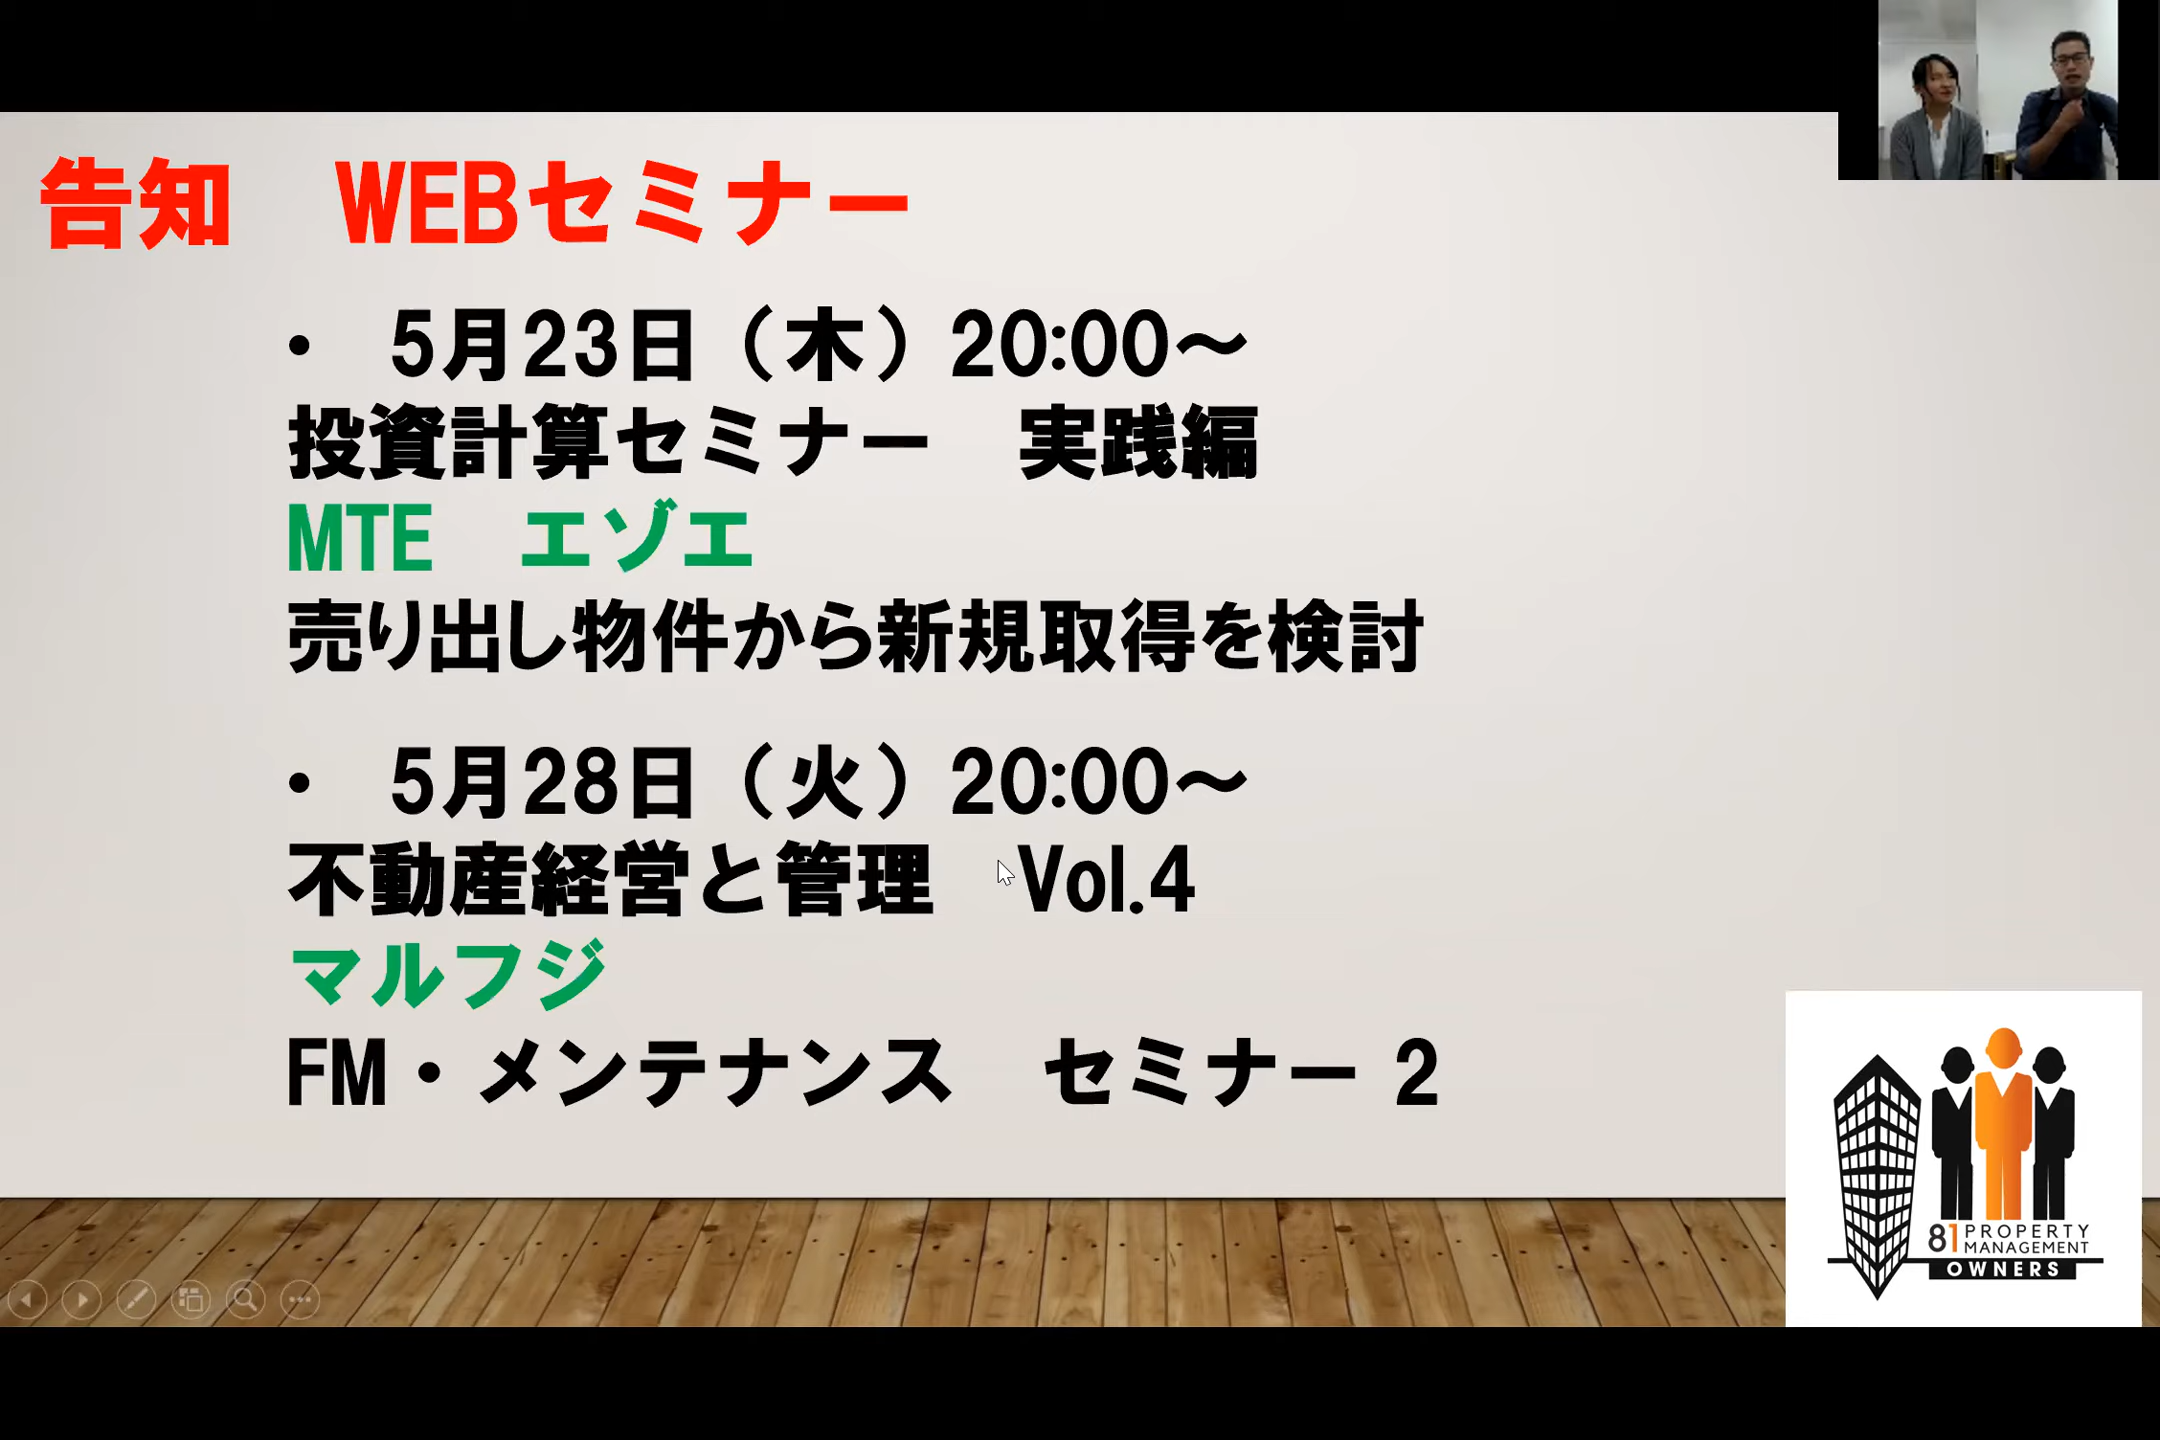 告知　WEBセミナー
・ 5月23日（木）20:00～
投資計算セミナー　実践編
MTE　エゾエ
売り出し物件から新規取得を検討
・ 5月28日（火）20:00～
不動産経営と管理　Vol.4
マルフジ
FM・メンテナンス　セミナー 2
81 PROPERTY
MANAGEMENT
OWNERS